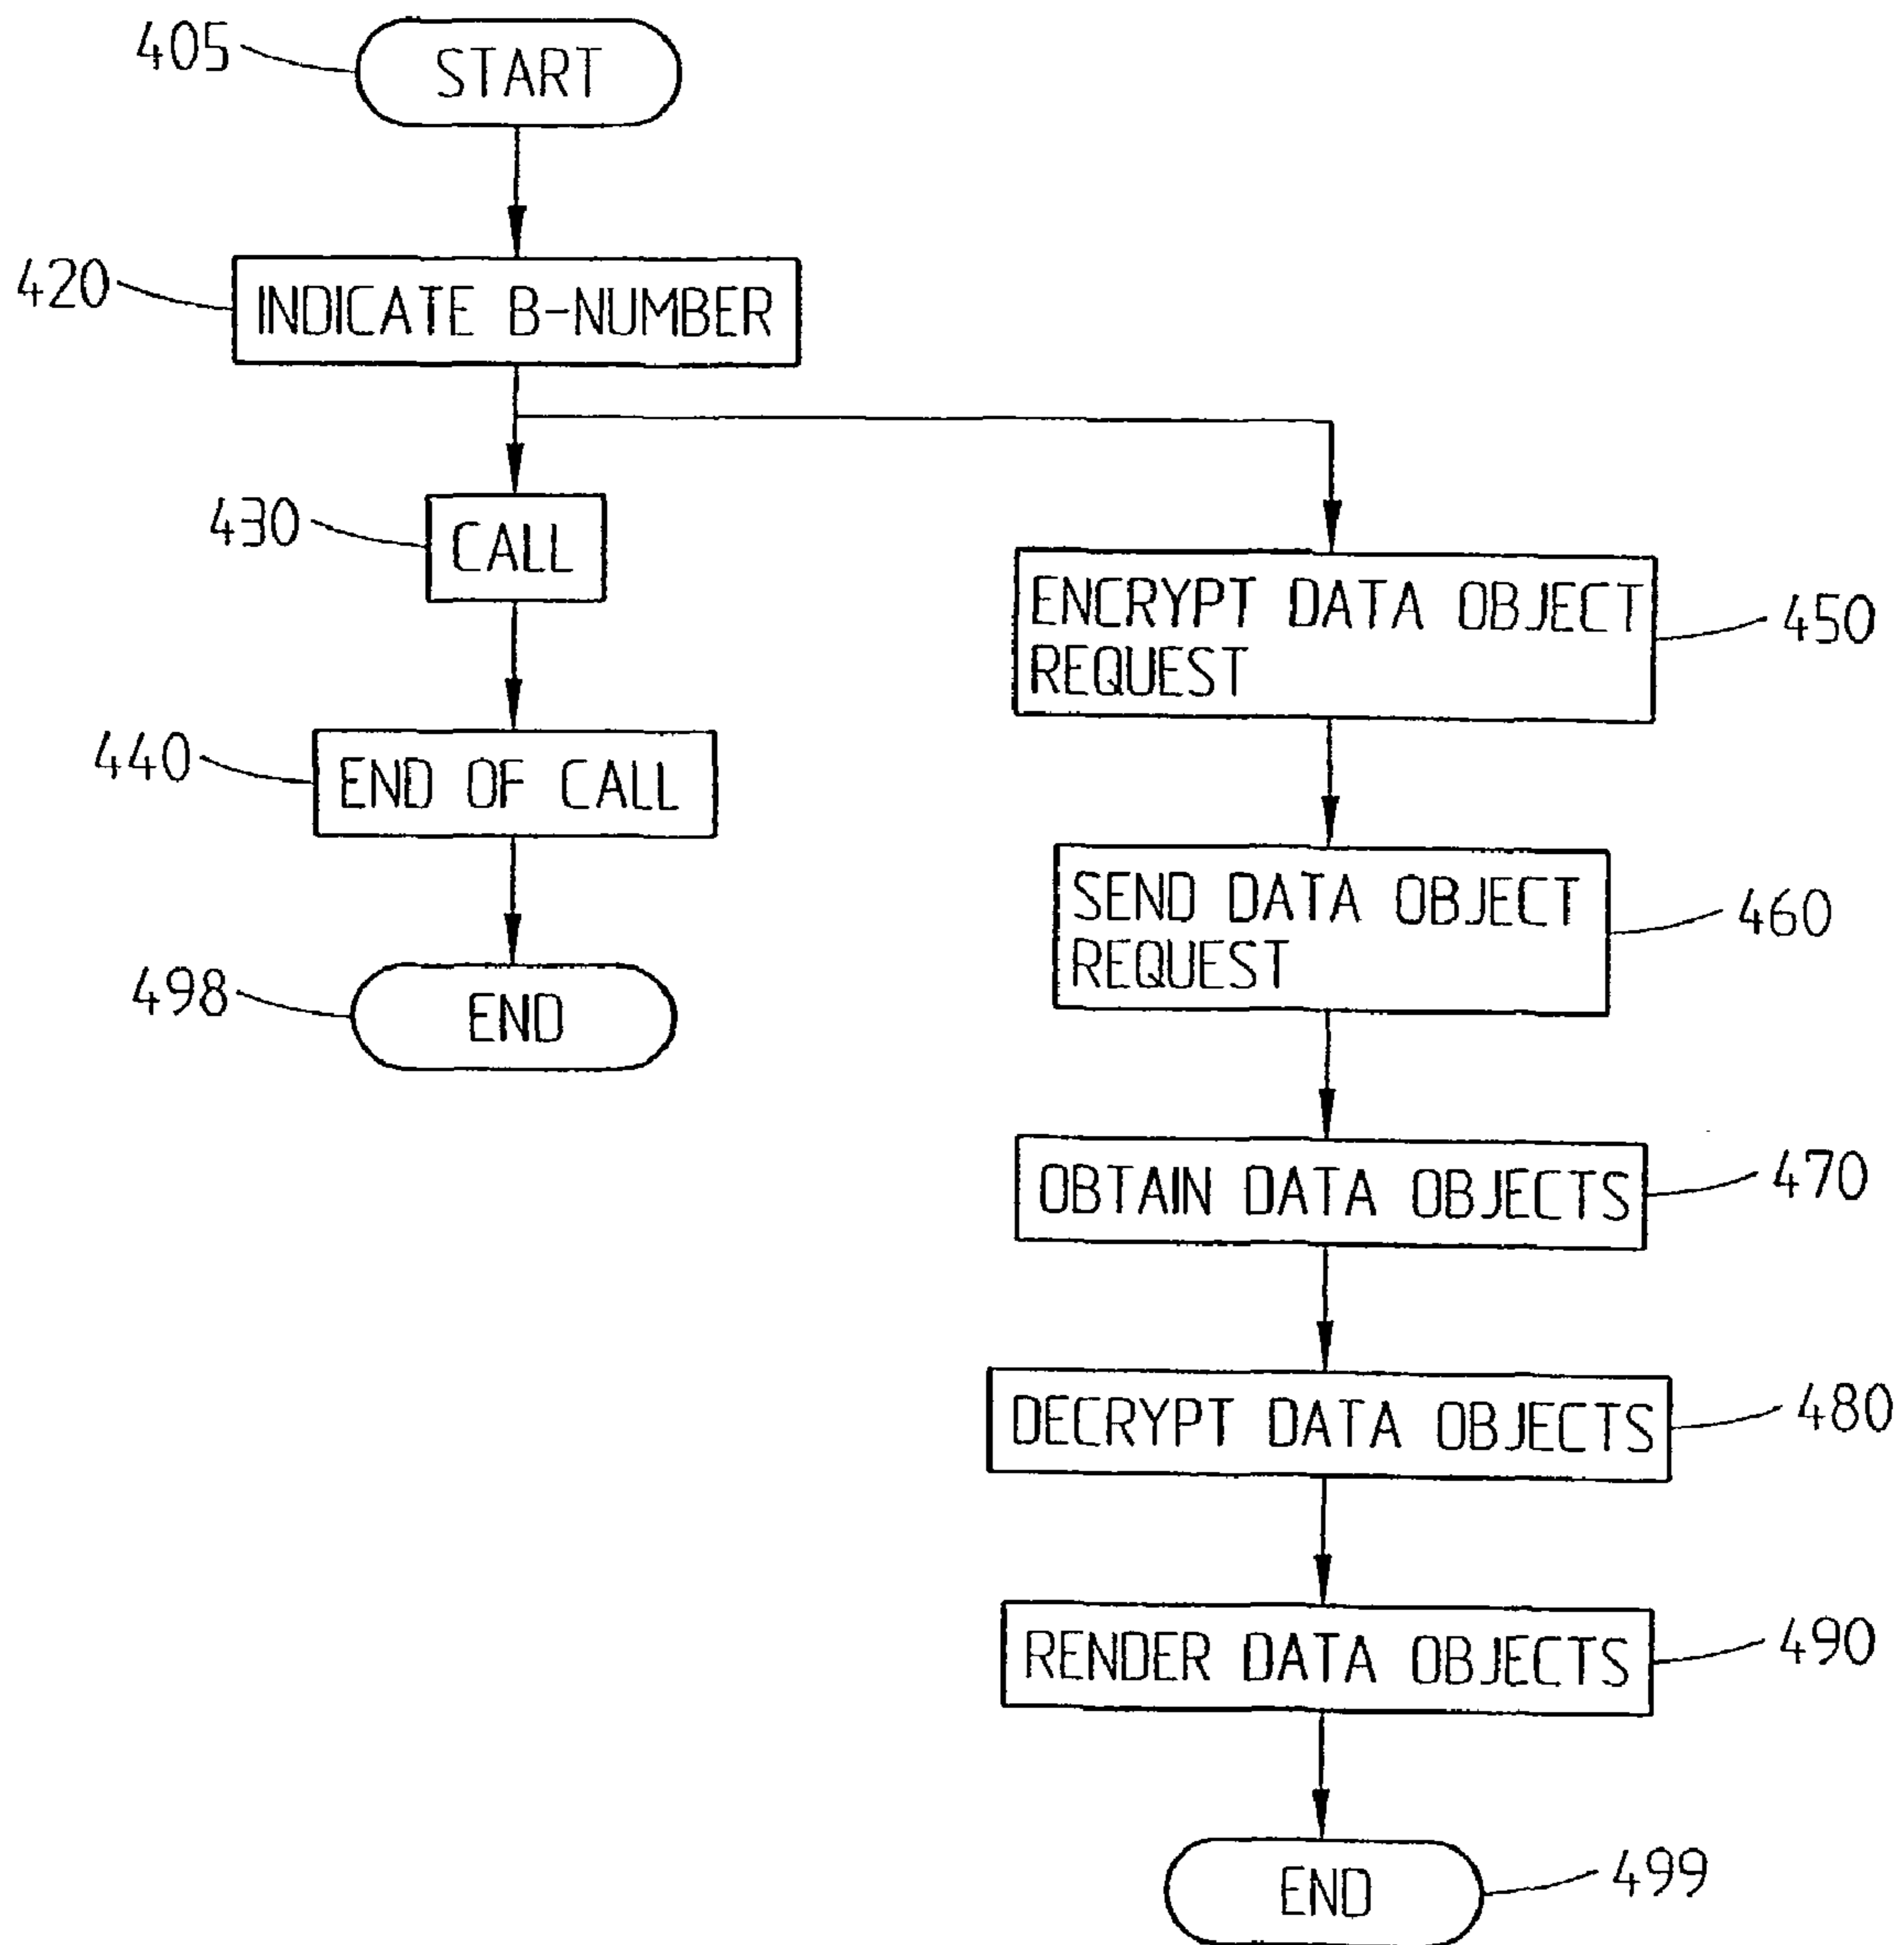 405
START
420
INDICATE B-NUMBER
430
CALL
440
END OF CALL
498
END
ENCRYPT DATA OBJECT
REQUEST
450
SEND DATA OBJECT
REQUEST
460
OBTAIN DATA OBJECTS
470
DECRYPT DATA OBJECTS
480
RENDER DATA OBJECTS
490
END
499